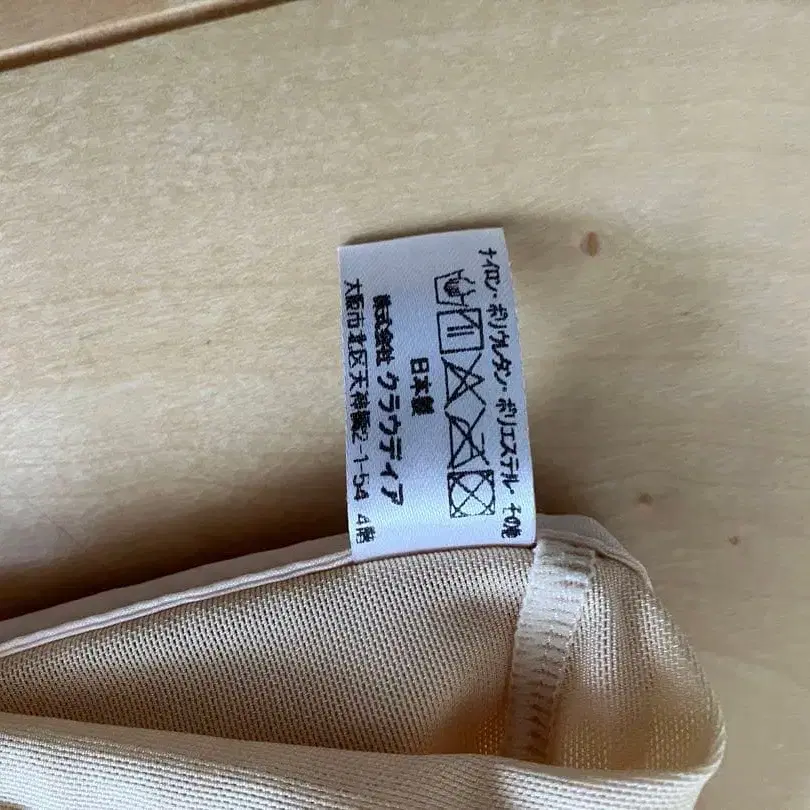 ナイロン・ポリウレタン・ポリエステル・その他
日本製
株式会社 クラウディア
大阪市北区天神橋2-1-54 4階